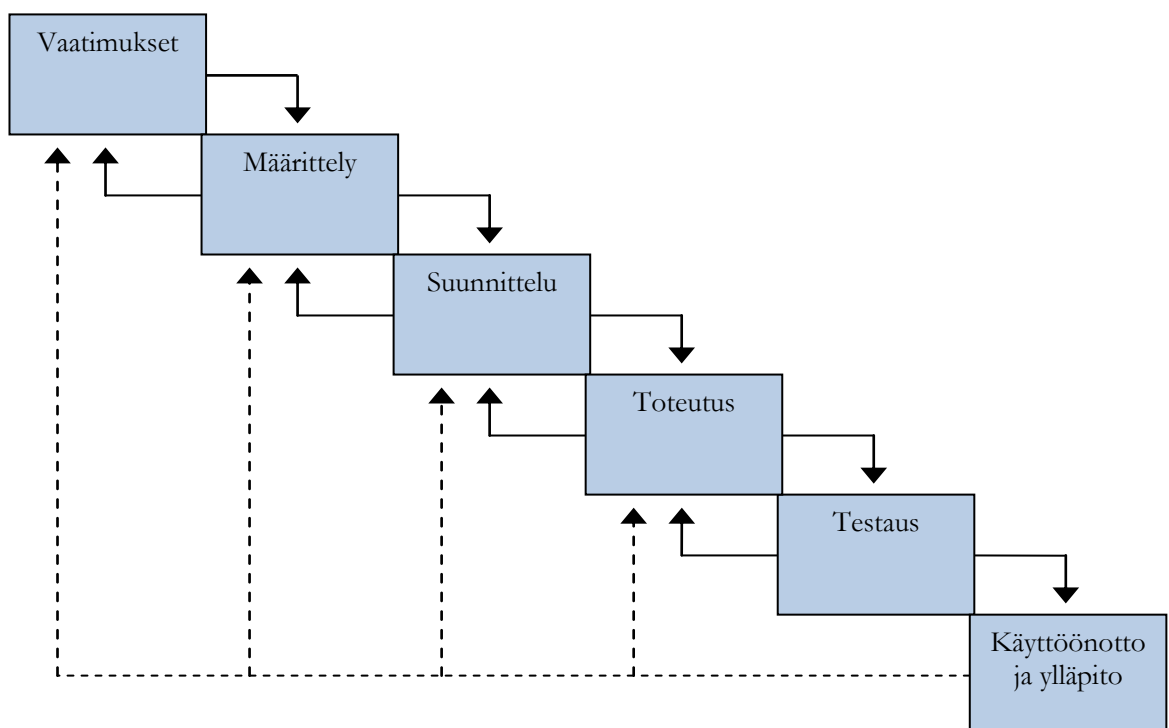 Vaatimukset
Määrittely
Suunnittelu
Toteutus
Testaus
Käyttöönotto
ja ylläpito